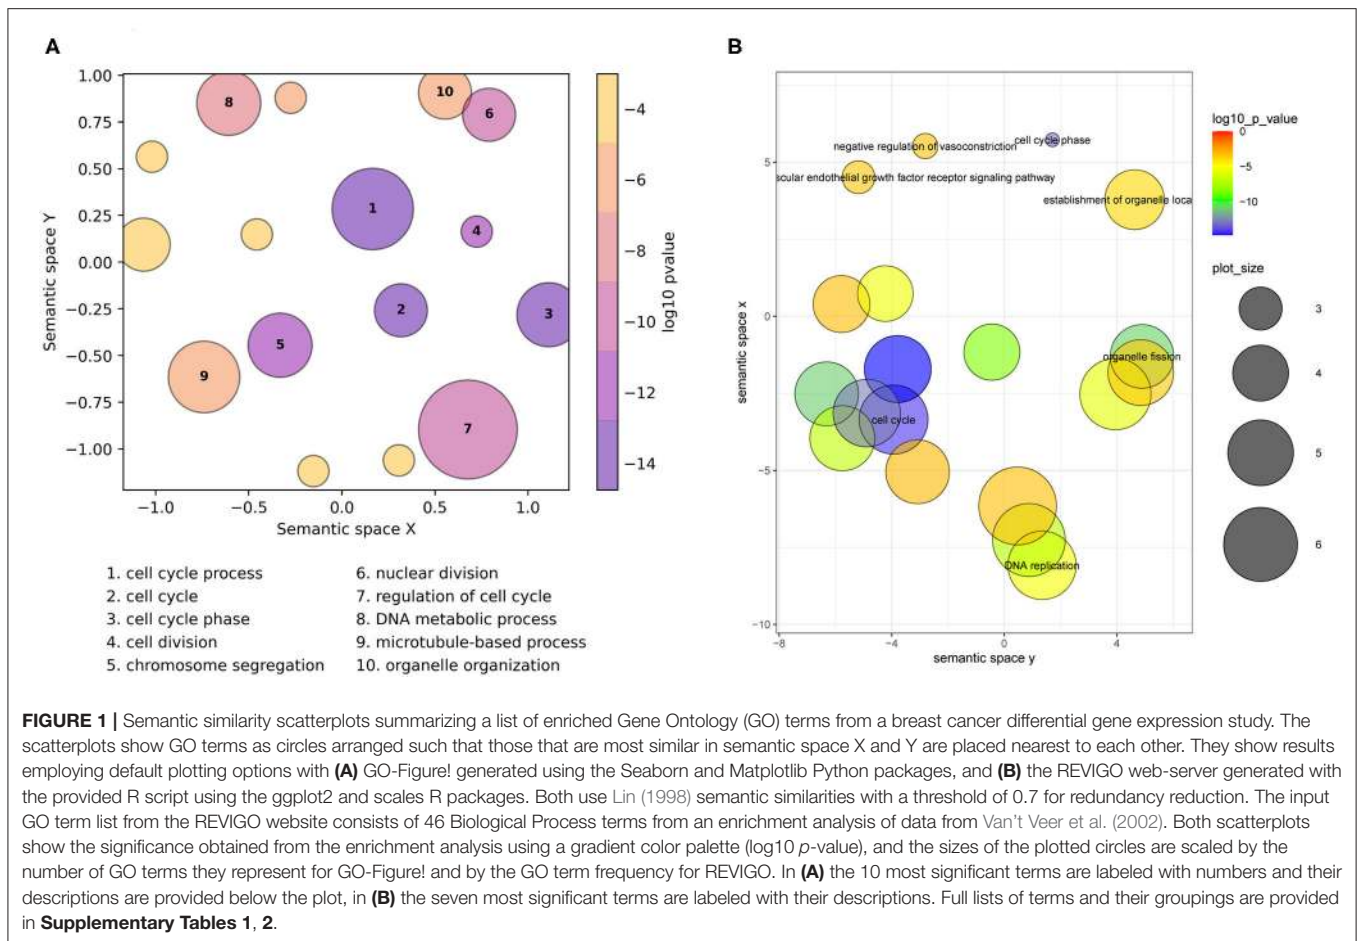 A
1.00
0.75
0.50
0.25
0.00
−0.25
−0.50
−0.75
−1.00
Semantic space Y
−1.0
−0.5
0.0
0.5
1.0
Semantic space X
8
10
6
1
4
2
3
5
9
7
−4
−6
−8
−10
−12
−14
log10 pvalue
1. cell cycle process
2. cell cycle
3. cell cycle phase
4. cell division
5. chromosome segregation
6. nuclear division
7. regulation of cell cycle
8. DNA metabolic process
9. microtubule-based process
10. organelle organization
B
negative regulation of vasoconstriction
cell cycle phase
scular endothelial growth factor receptor signaling pathway
establishment of organelle loca
organelle fission
cell cycle
DNA replication
5
0
−5
−10
semantic space x
−8
−4
0
4
semantic space y
log10_p_value
0
−5
−10
plot_size
3
4
5
6
FIGURE 1 | Semantic similarity scatterplots summarizing a list of enriched Gene Ontology (GO) terms from a breast cancer differential gene expression study. The
scatterplots show GO terms as circles arranged such that those that are most similar in semantic space X and Y are placed nearest to each other. They show results
employing default plotting options with (A) GO-Figure! generated using the Seaborn and Matplotlib Python packages, and (B) the REVIGO web-server generated with
the provided R script using the ggplot2 and scales R packages. Both use Lin (1998) semantic similarities with a threshold of 0.7 for redundancy reduction. The input
GO term list from the REVIGO website consists of 46 Biological Process terms from an enrichment analysis of data from Van't Veer et al. (2002). Both scatterplots
show the significance obtained from the enrichment analysis using a gradient color palette (log10 p-value), and the sizes of the plotted circles are scaled by the
number of GO terms they represent for GO-Figure! and by the GO term frequency for REVIGO. In (A) the 10 most significant terms are labeled with numbers and their
descriptions are provided below the plot, in (B) the seven most significant terms are labeled with their descriptions. Full lists of terms and their groupings are provided
in Supplementary Tables 1, 2.